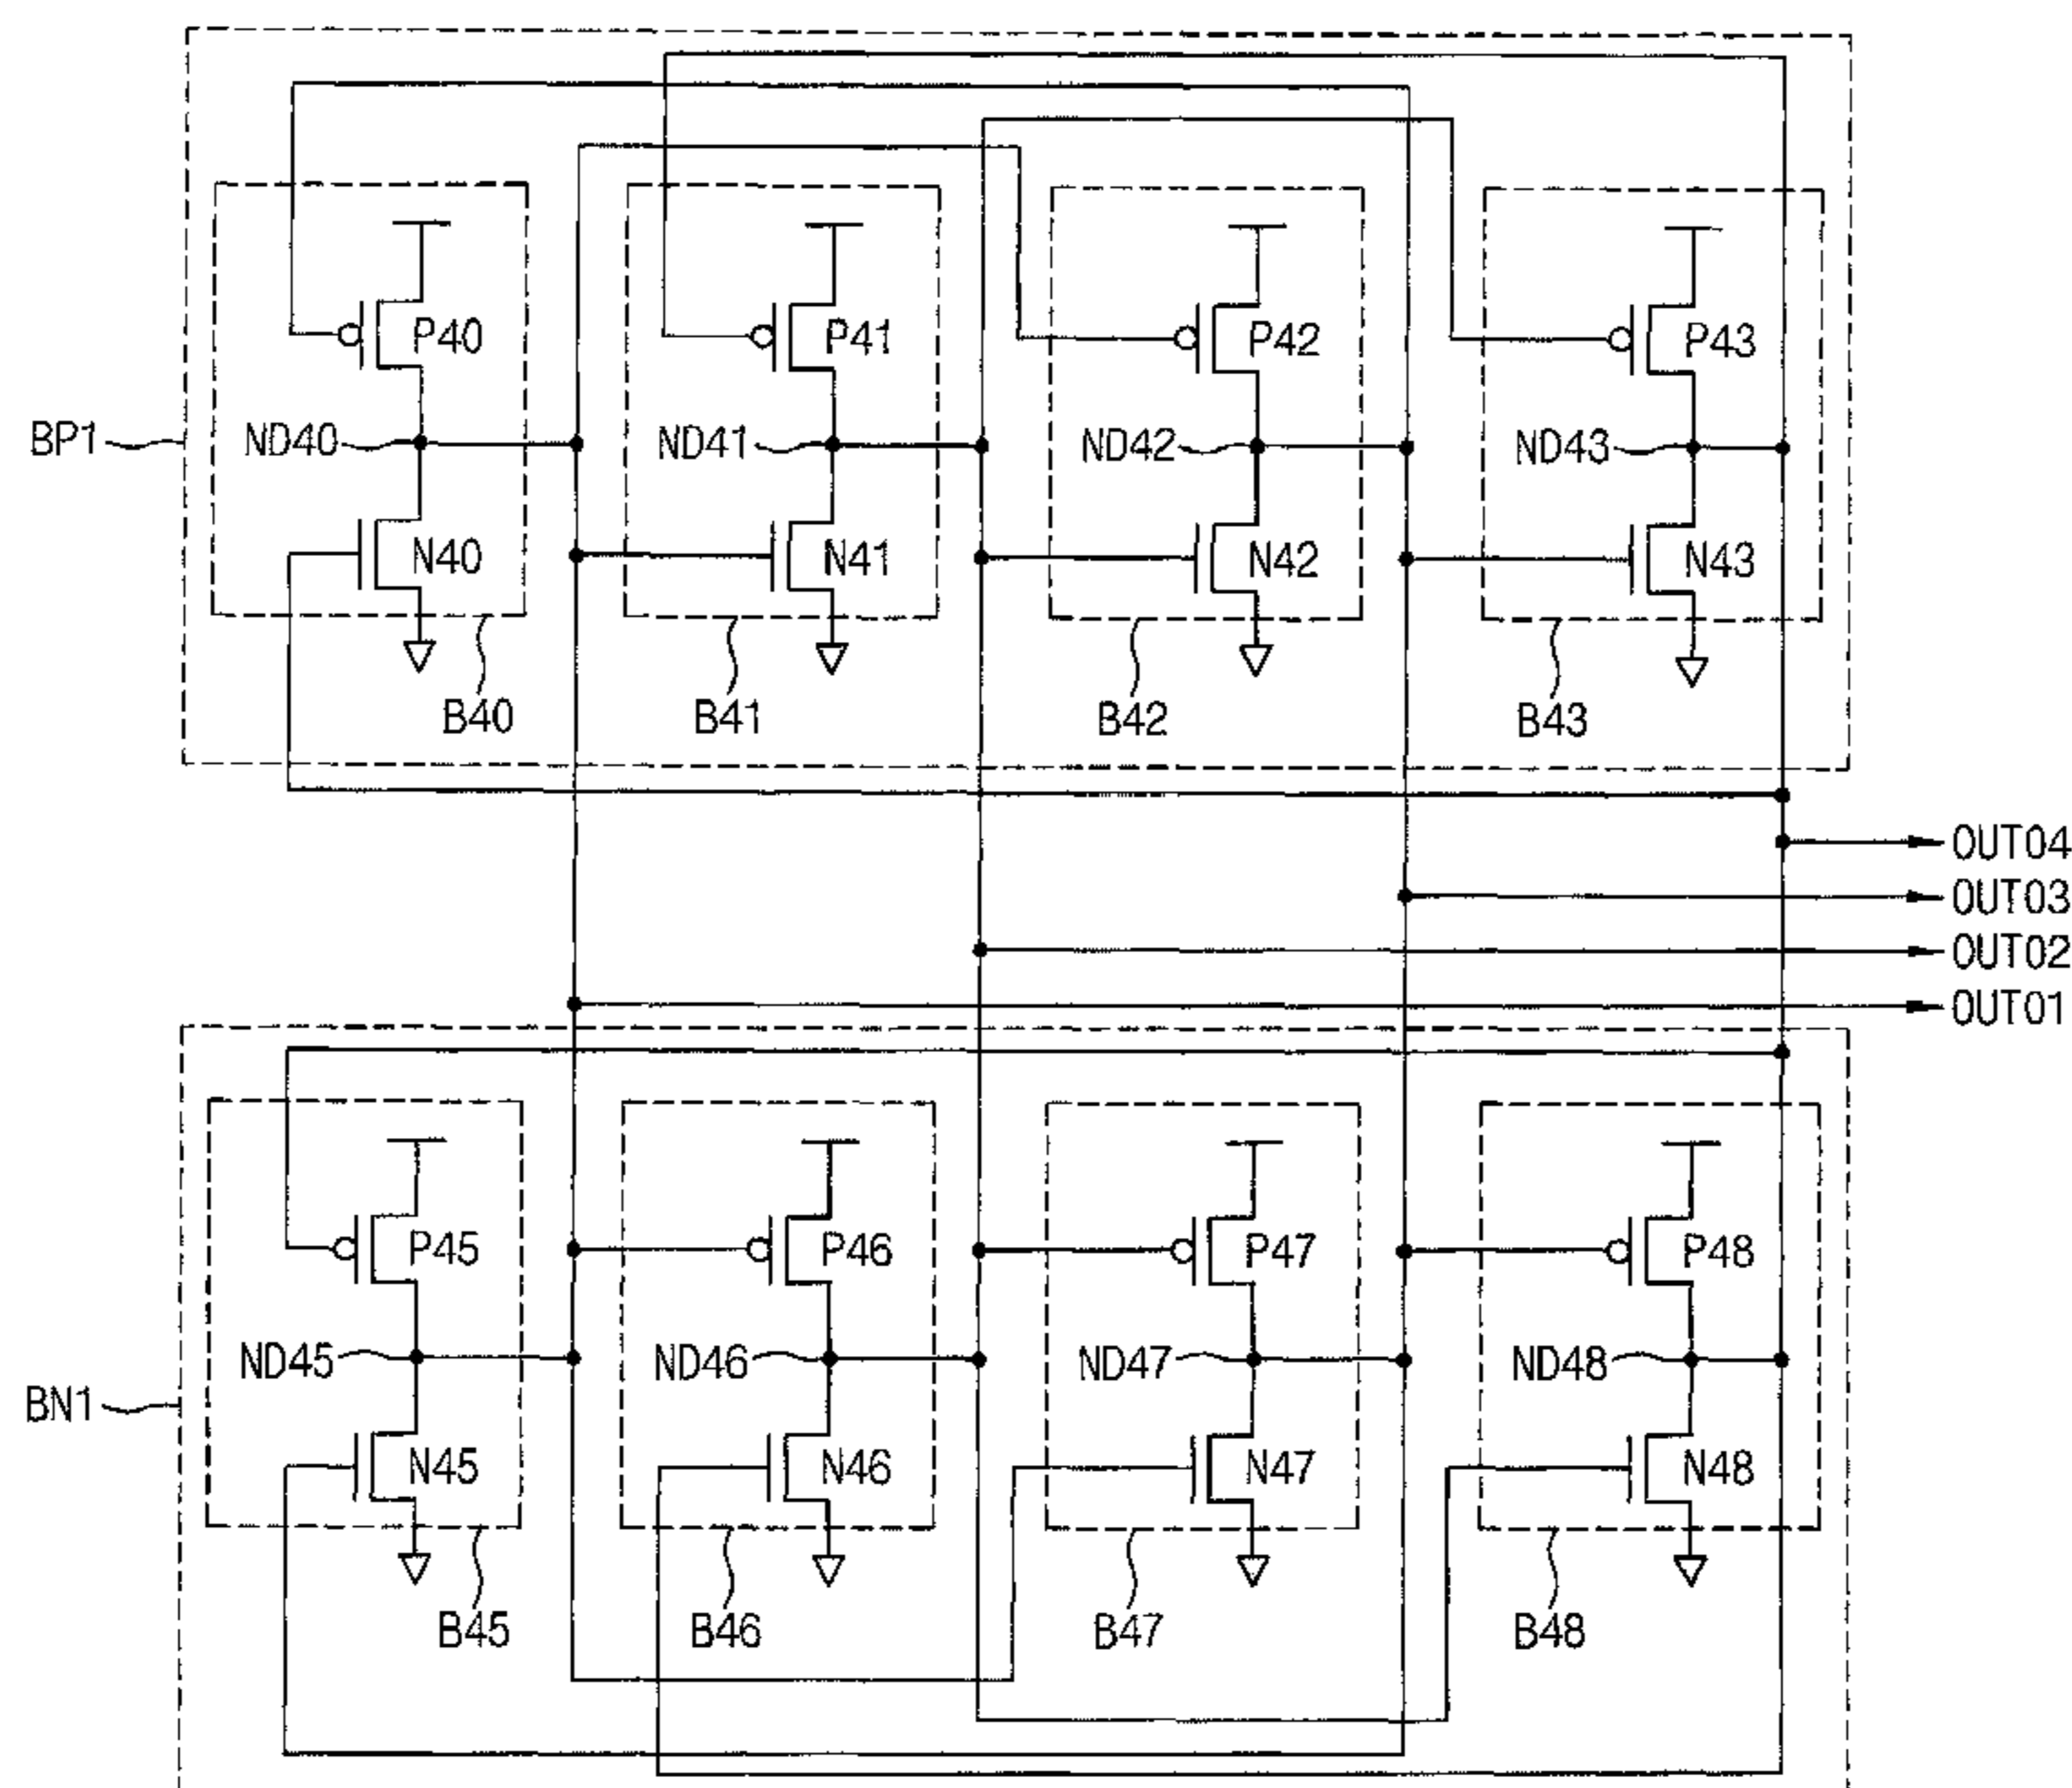 P40 P41 P42 P43
BP1 ND40 ND41 ND42 ND43
N40 N41 N42 N43
B40 B41 B42 B43
OUT04
OUT03
OUT02
OUT01
P45 P46 P47 P48
ND45 ND46 ND47 ND48
BN1
N45 N46 N47 N48
B45 B46 B47 B48